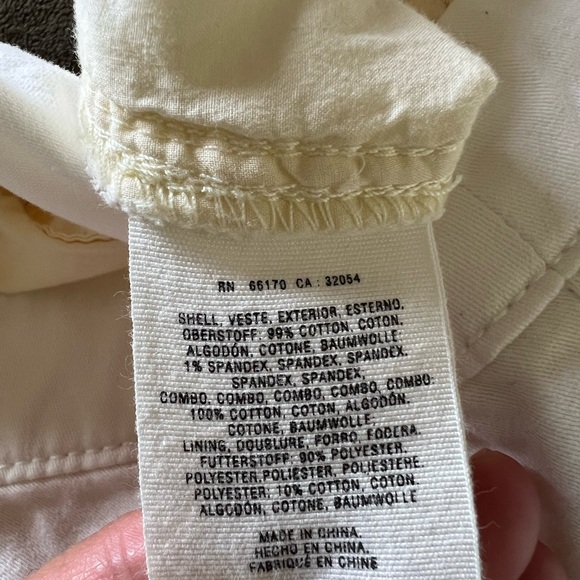 RN 66170 CA : 32054
SHELL, VESTE, EXTERIOR, ESTERNO,
OBERSTOFF: 99% COTTON, COTON,
ALGODÓN, COTONE, BAUMWOLLE
1% SPANDEX, SPANDEX, SPANDEX,
SPANDEX, SPANDEX,
COMBO, COMBO, COMBO, COMBO, COMBO:
100% COTTON, COTON, ALGODÓN,
COTONE, BAUMWOLLE
LINING, DOUBLURE, FORRO, FODERA,
FUTTERSTOFF: 90% POLYESTER,
POLYESTER, POLIESTER, POLIESTEHE,
POLYESTER, 10% COTTON, COTON
ALGODÓN, COTONE, BAUMWOLLE
MADE IN CHINA,
HECHO EN CHINA,
FABRIQUÉ EN CHINE